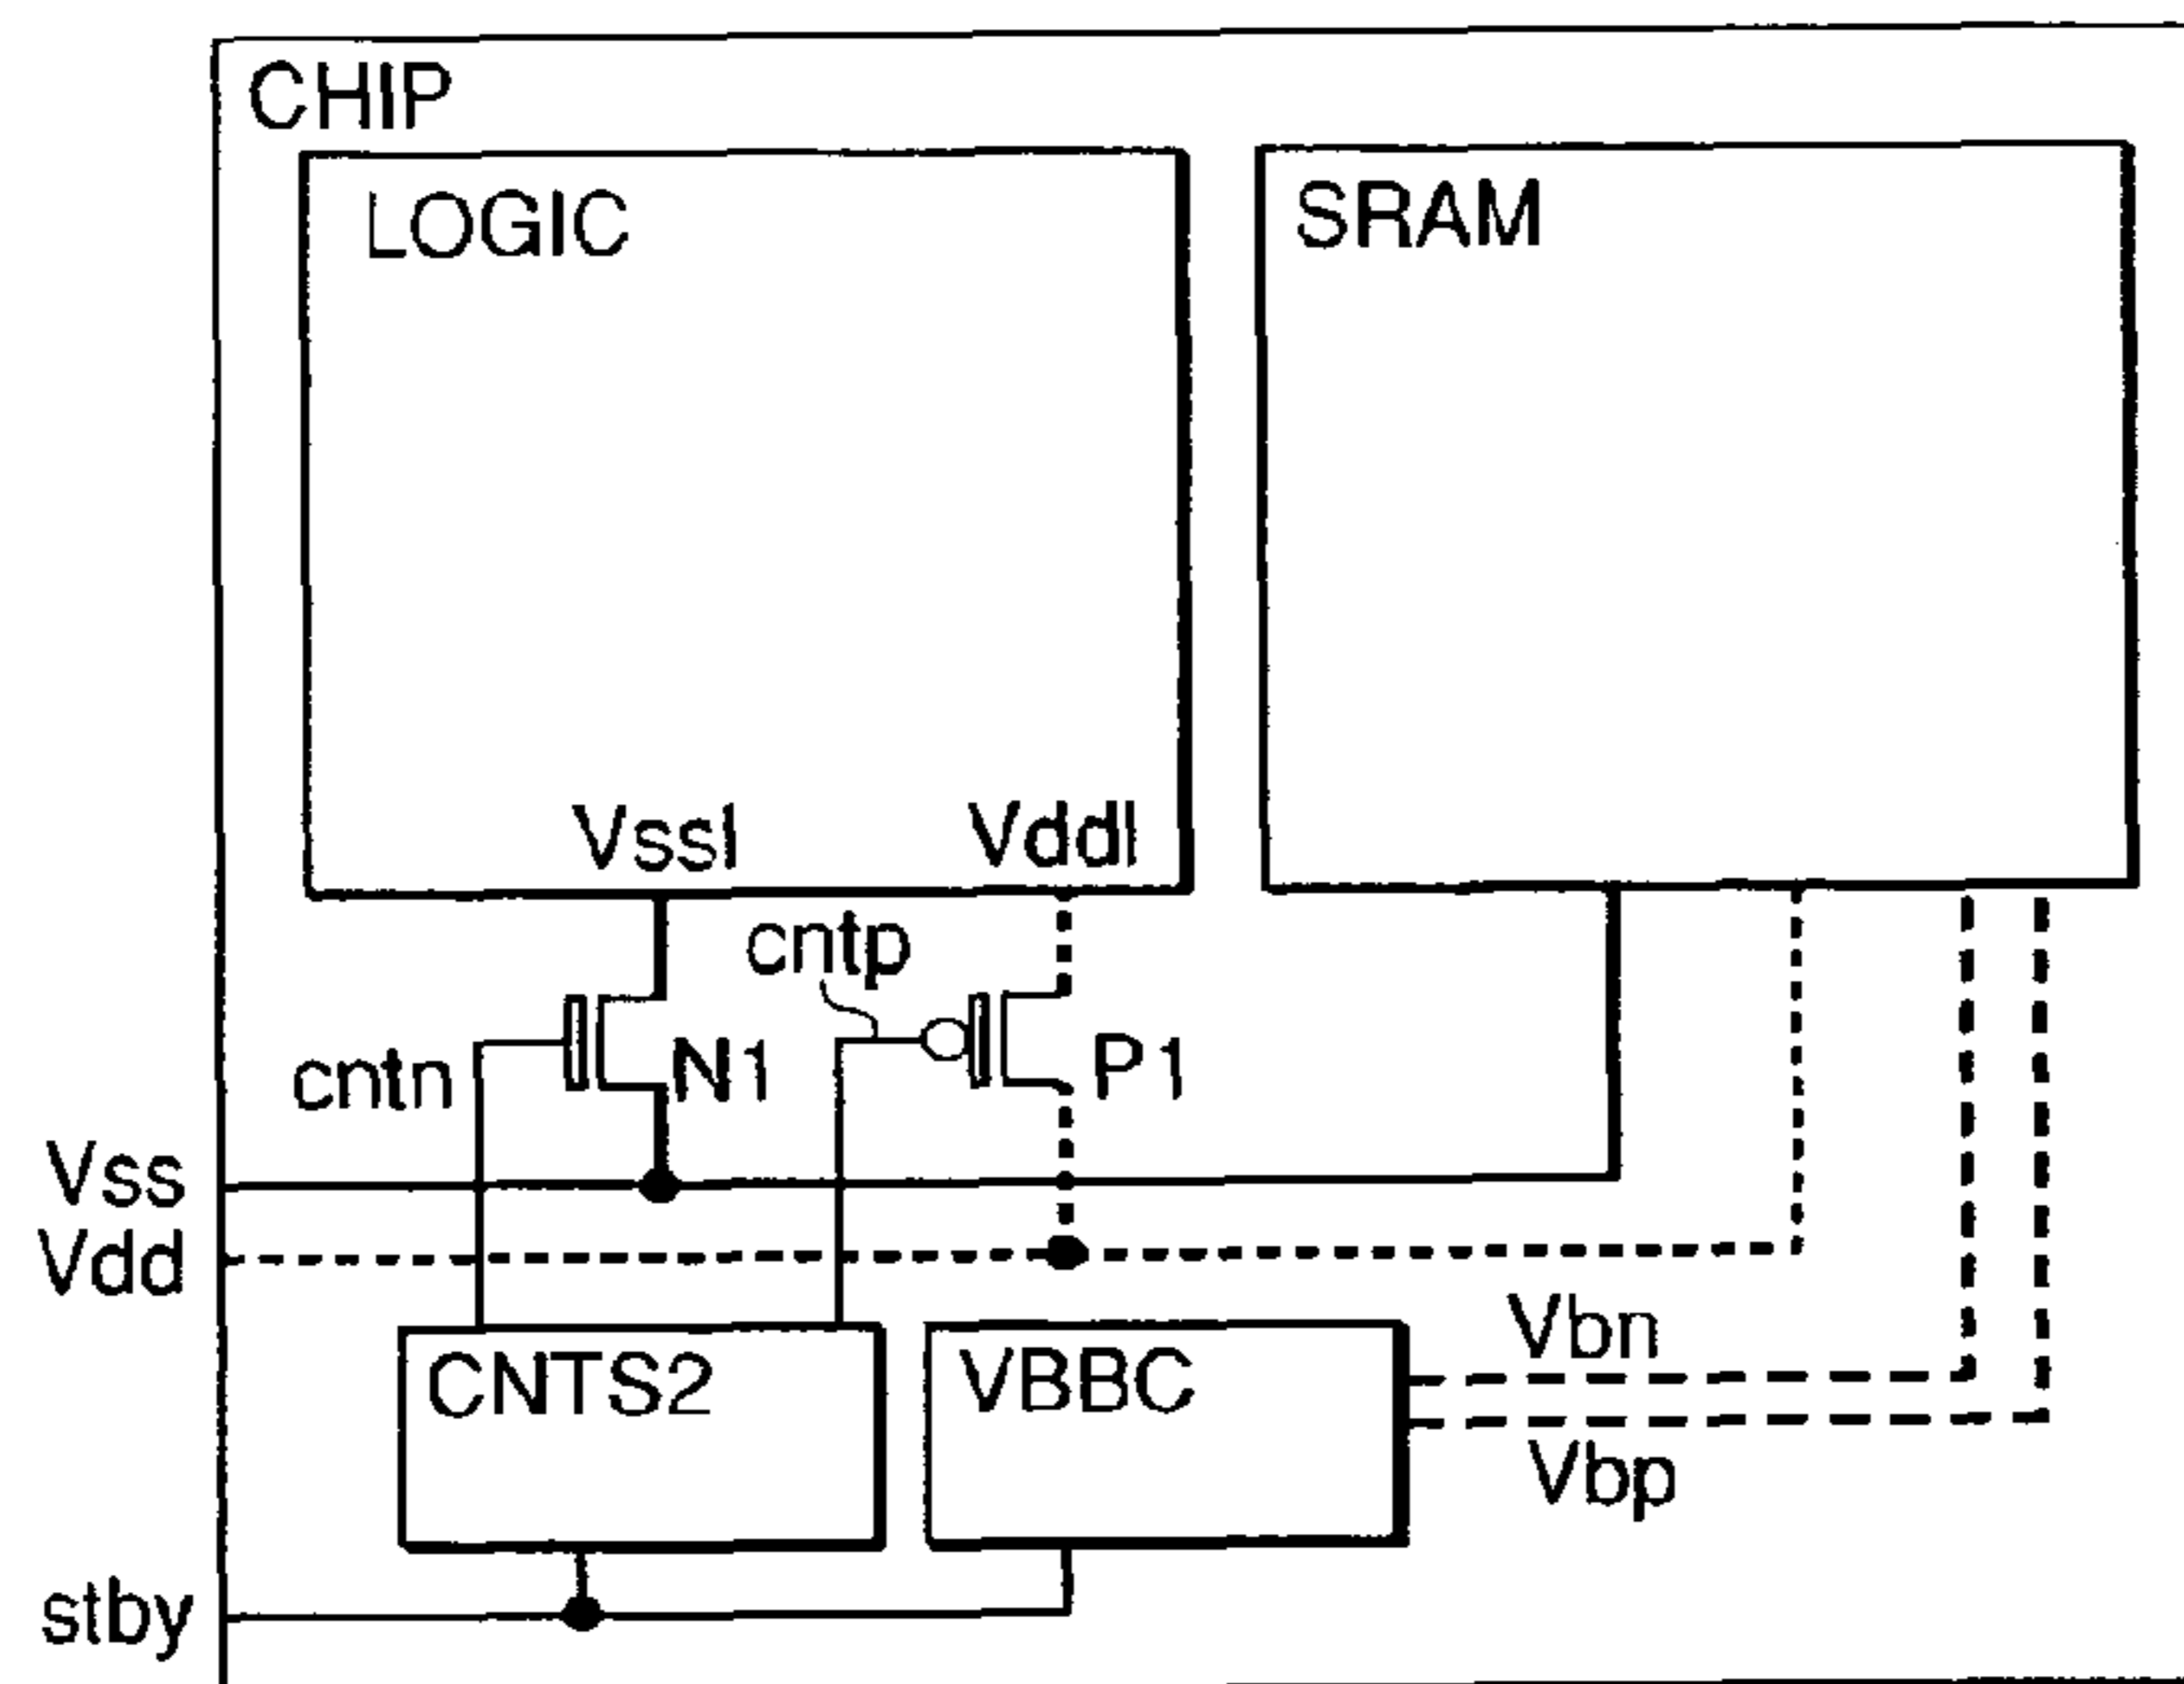 CHIP
LOGIC
SRAM
Vssl
Vddl
cntp
cntn
N1
P1
Vss
Vdd
CNTS2
VBBC
Vbn
Vbp
stby